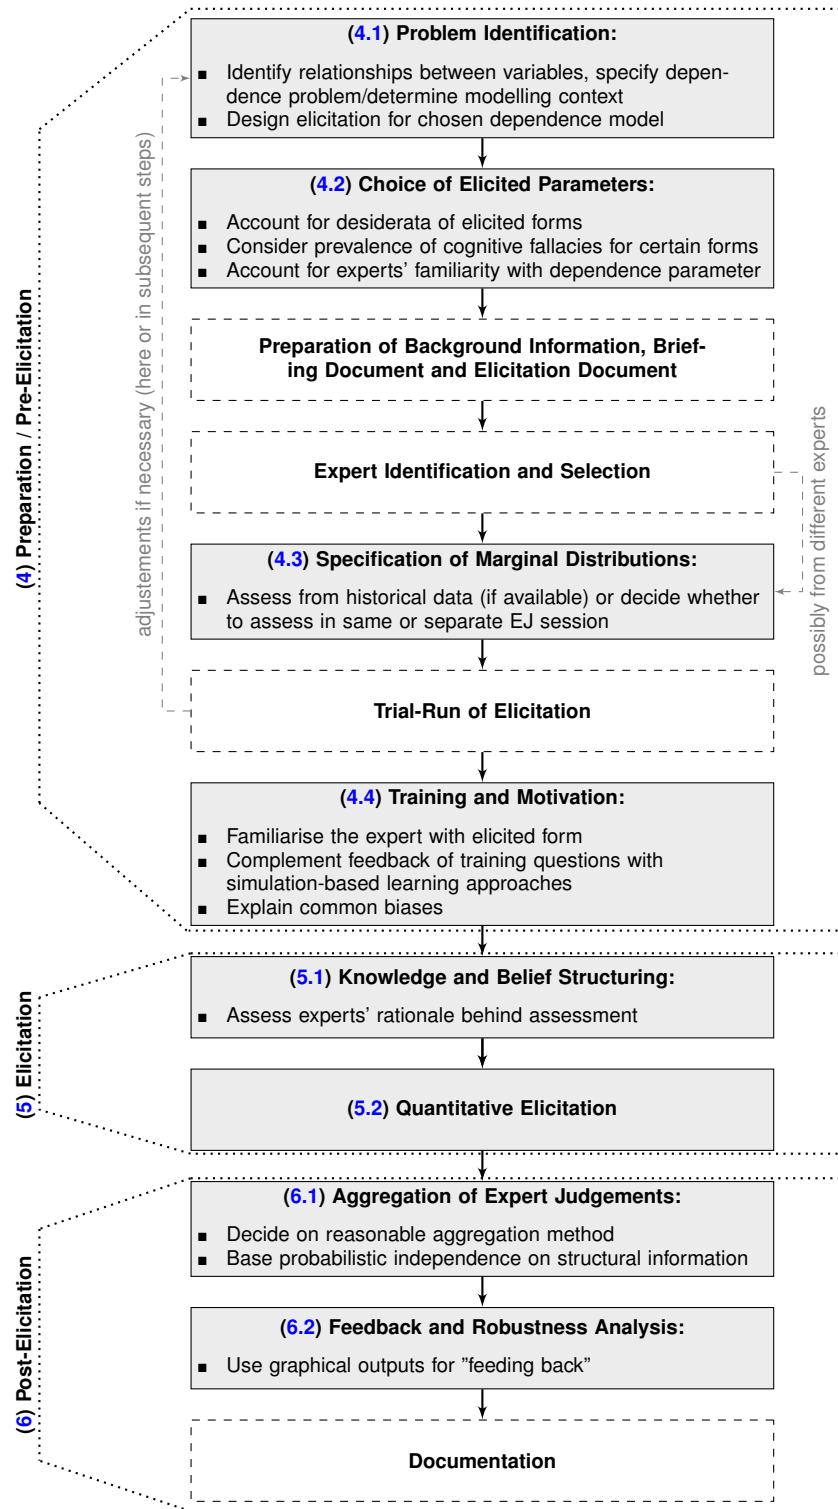 (4.1) Problem Identification:
▪ Identify relationships between variables, specify depen-
dence problem/determine modelling context
▪ Design elicitation for chosen dependence model
(4.2) Choice of Elicited Parameters:
▪ Account for desiderata of elicited forms
▪ Consider prevalence of cognitive fallacies for certain forms
▪ Account for experts' familiarity with dependence parameter
Preparation of Background Information, Brief-
ing Document and Elicitation Document
Expert Identification and Selection
(4.3) Specification of Marginal Distributions:
▪ Assess from historical data (if available) or decide whether
to assess in same or separate EJ session
Trial-Run of Elicitation
(4.4) Training and Motivation:
▪ Familiarise the expert with elicited form
▪ Complement feedback of training questions with
simulation-based learning approaches
▪ Explain common biases
(4) Preparation / Pre-Elicitation
adjustements if necessary (here or in subsequent steps)
possibly from different experts
(5.1) Knowledge and Belief Structuring:
▪ Assess experts' rationale behind assessment
(5.2) Quantitative Elicitation
(5) Elicitation
(6.1) Aggregation of Expert Judgements:
▪ Decide on reasonable aggregation method
▪ Base probabilistic independence on structural information
(6.2) Feedback and Robustness Analysis:
▪ Use graphical outputs for ”feeding back”
Documentation
(6) Post-Elicitation